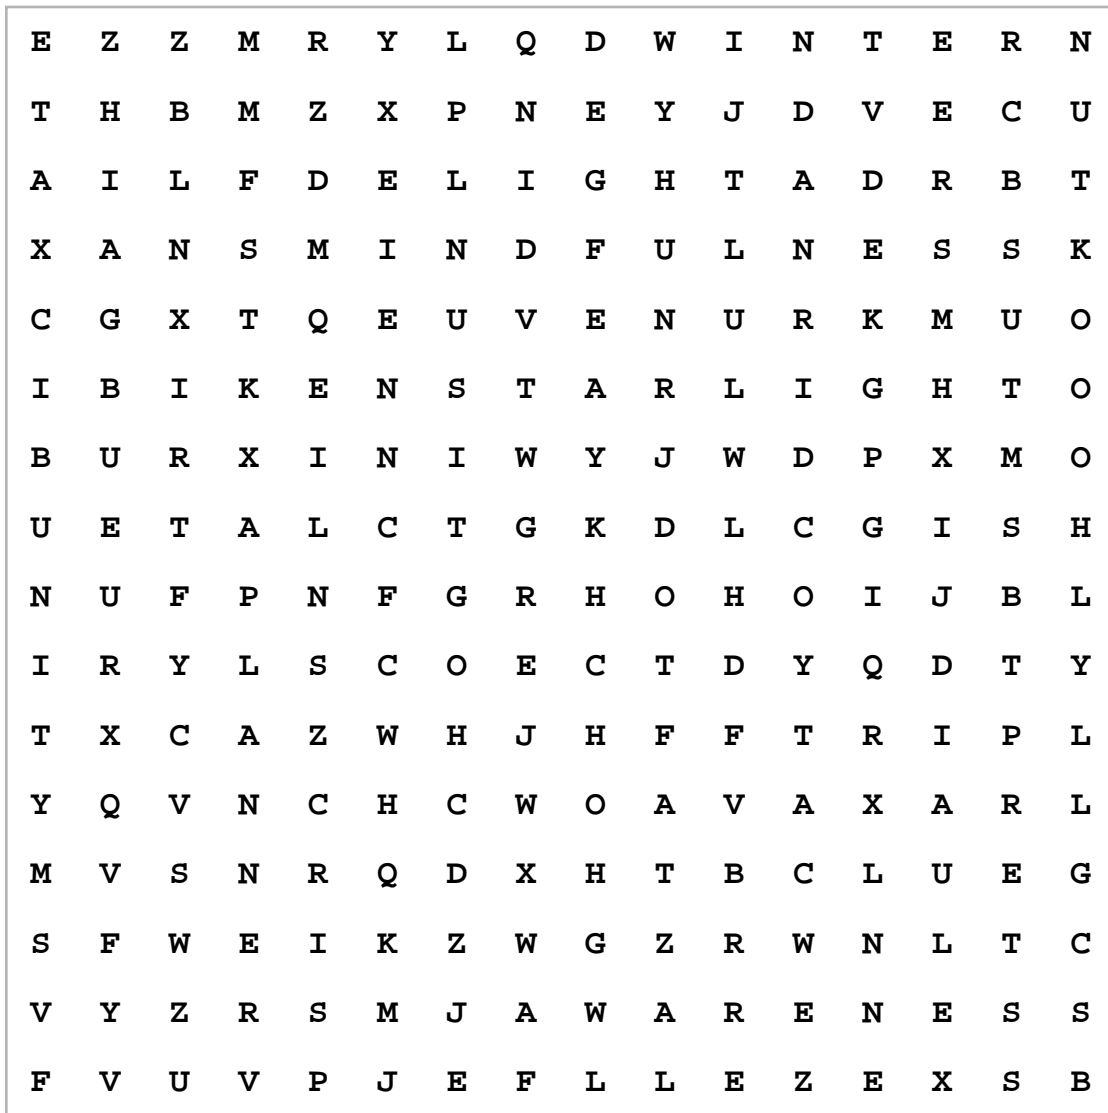 E Z Z M R Y L Q D W I N T E R N
T H B M Z X P N E Y J D V E C U
A I L F D E L I G H T A D R B T
X A N S M I N D F U L N E S S K
C G X T Q E U V E N U R K M U O
I B I K E N S T A R L I G H T O
B U R X I N I W Y J W D P X M O
U E T A L C T G K D L C G I S H
N U F P N F G R H O H O I J B L
I R Y L S C O E C T D Y Q D T Y
T X C A Z W H J H F F T R I P L
Y Q V N C H C W O A V A X A R L
M V S N R Q D X H T B C L U E G
S F W E I K Z W G Z R W N L T C
V Y Z R S M J A W A R E N E S S
F V U V P J E F L L E Z E X S B